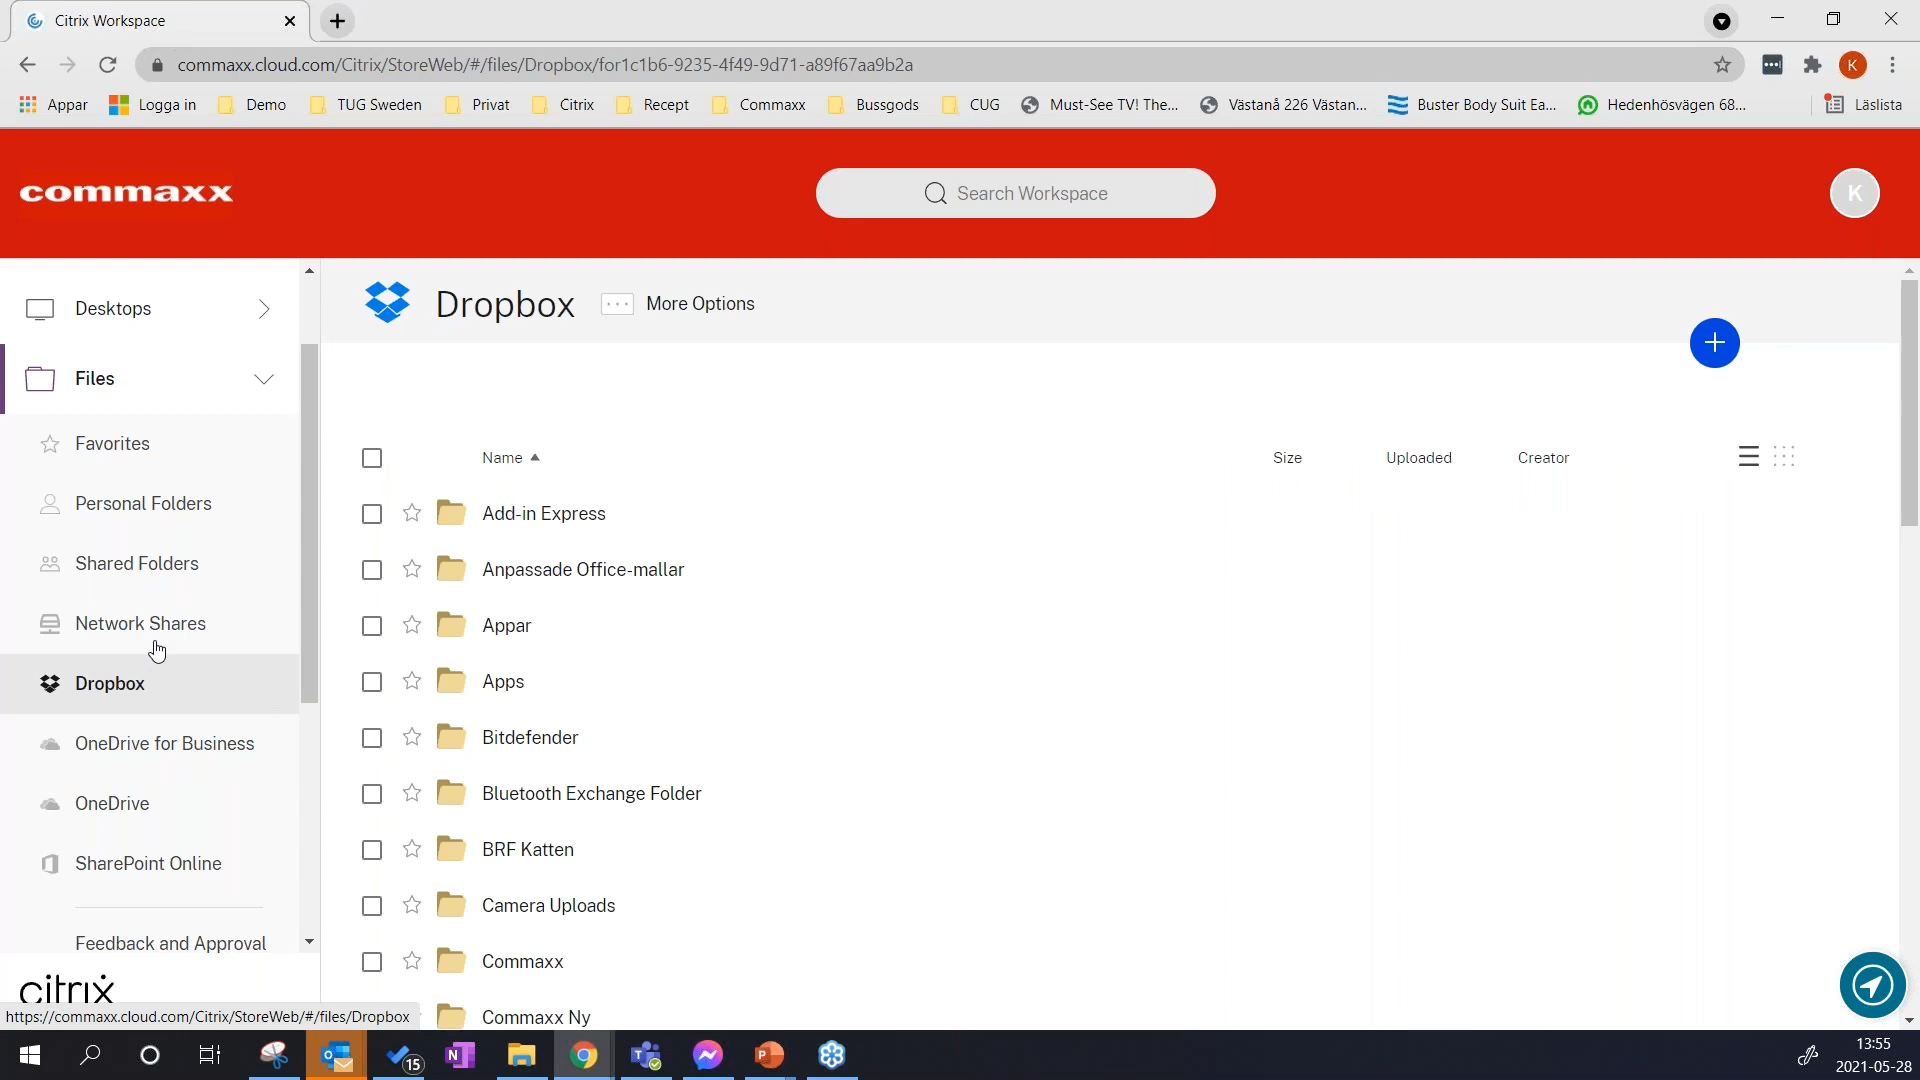 Citrix Workspace
commaxx.cloud.com/Citrix/StoreWeb/#/files/Dropbox/for1c1b6-9235-4f49-9d71-a89f67aa9b2a
K
Appar Logga in Demo TUG Sweden Privat Citrix Recept Commaxx Bussgods CUG Must-See TV! The... Västanå 226 Västan... Buster Body Suit Ea... Hedenhösvägen 68... Läslista
commaxx
Search Workspace
K
Desktops
Files
Favorites
Personal Folders
Shared Folders
Network Shares
Dropbox
OneDrive for Business
OneDrive
SharePoint Online
Feedback and Approval
citrix
https://commaxx.cloud.com/Citrix/StoreWeb/#/files/Dropbox
Dropbox More Options
Name Size Uploaded Creator
Add-in Express
Anpassade Office-mallar
Appar
Apps
Bitdefender
Bluetooth Exchange Folder
BRF Katten
Camera Uploads
Commaxx
Commaxx Ny
15
13:55
2021-05-28